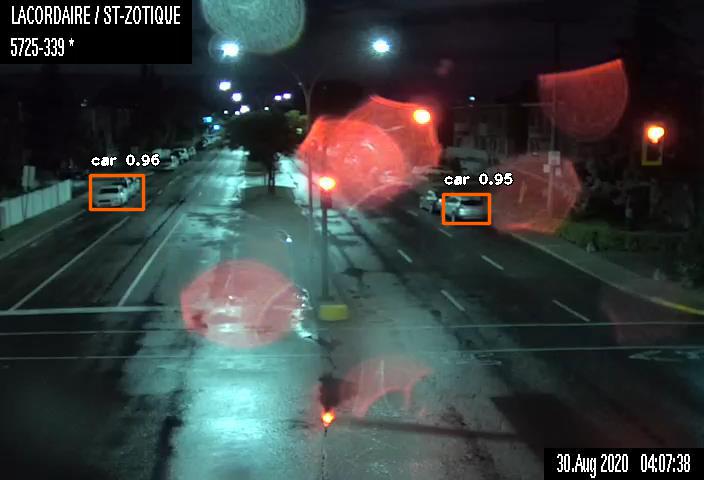 LACORDAIRE / ST-ZOTIQUE
5725-339 *
car 0.96
car 0.95
30.Aug 2020 04:07:38